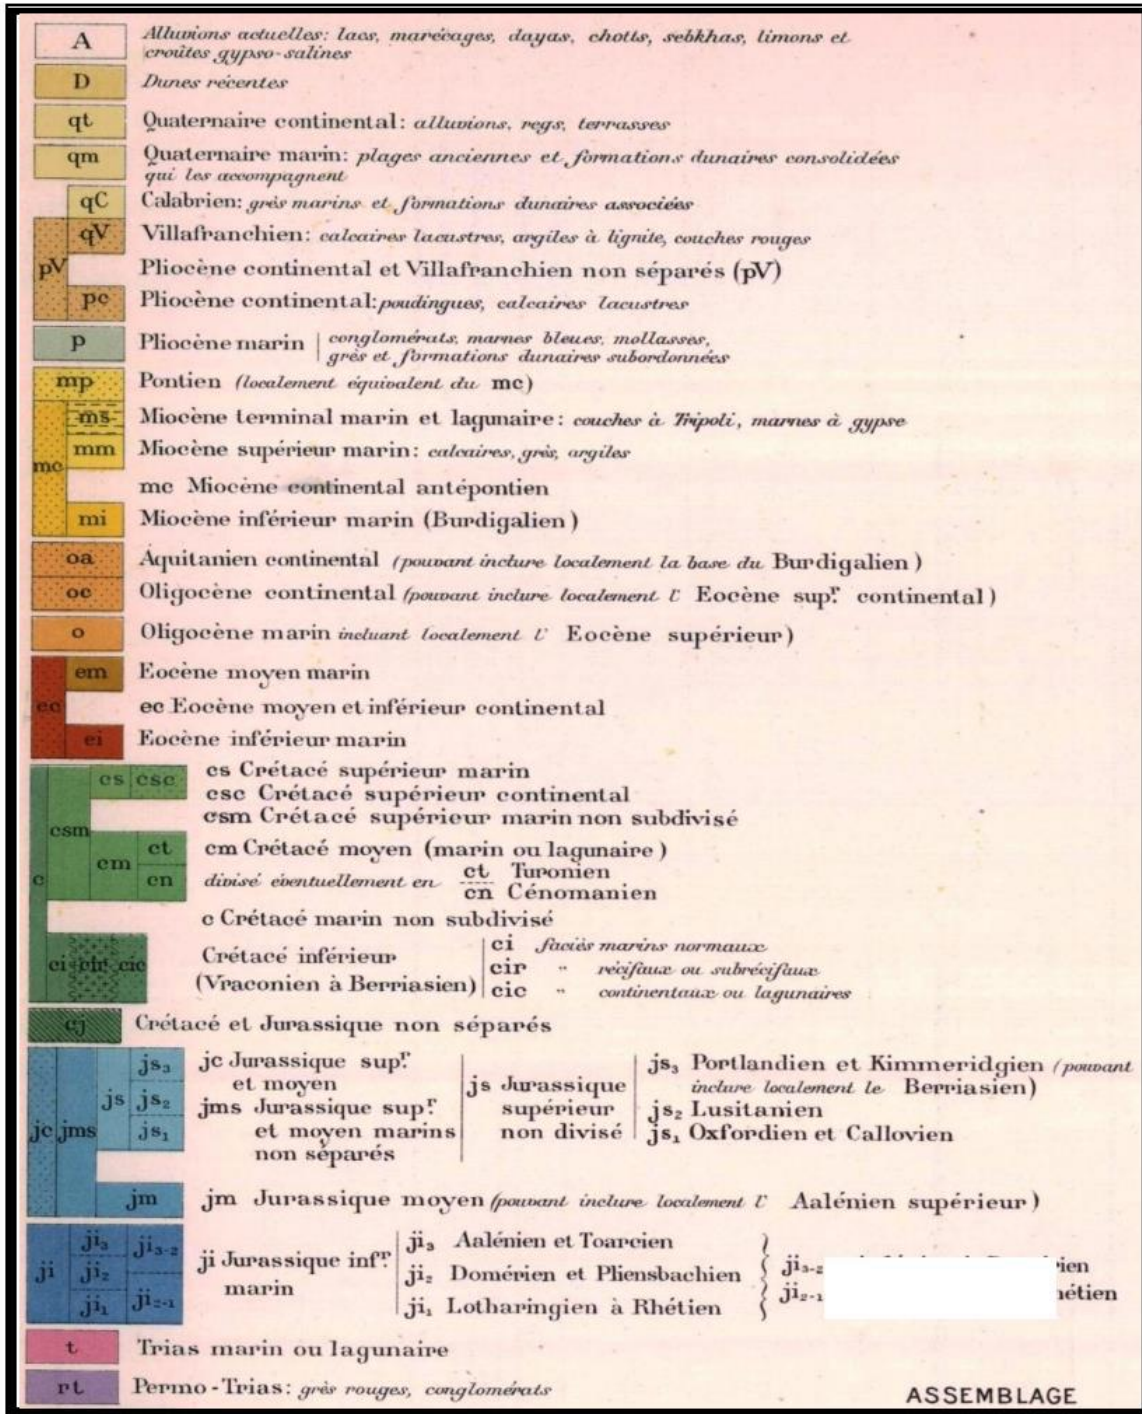 A Alluvions actuelles: lacs, marécages, dayas, chotts, sebkhas, limons et
croûtes gypso-salines
D Dunes récentes
qt Quaternaire continental: alluvions, regs, terrasses
qm Quaternaire marin: plages anciennes et formations dunaires consolidées
qui les accompagnent
qC Calabrien: grès marins et formations dunaires associées
qV Villafranchien: calcaires lacustres, argiles à lignite, couches rouges
pV Pliocène continental et Villafranchien non séparés (pV)
pc Pliocène continental: poudingues, calcaires lacustres
p Pliocène marin conglomérats, marnes bleues, mollasses,
grès et formations dunaires subordonnées
mp Pontien (localement équivalent du mc)
ms Miocène terminal marin et lagunaire: couches à Tripoli, marnes à gypse
mm Miocène supérieur marin: calcaires, grès, argiles
mc mc Miocène continental antépontien
mi Miocène inférieur marin (Burdigalien)
oa Aquitanien continental (pouvant inclure localement la base du Burdigalien)
oc Oligocène continental (pouvant inclure localement l' Eocène sup.r continental)
o Oligocène marin incluant localement l' Eocène supérieur)
em Eocène moyen marin
ec ec Eocène moyen et inférieur continental
ei Eocène inférieur marin
cs csc cs Crétacé supérieur marin
csc Crétacé supérieur continental
csm csm Crétacé supérieur marin non subdivisé
cm ct cm Crétacé moyen (marin ou lagunaire)
c cn divisé éventuellement en ct Turonien
cn Cénomanien
c Crétacé marin non subdivisé
ci cir cic Crétacé inférieur ci faciès marins normaux
(Vraconien à Berriasien) cir " récifaux ou subrécifaux
cic " continentaux ou lagunaires
cj Crétacé et Jurassique non séparés
js₃ jc Jurassique sup.r js₃ Portlandien et Kimmeridgien (pouvant
et moyen js Jurassique inclure localement le Berriasien)
js js₂ jms Jurassique sup.r supérieur js₂ Lusitanien
jc jms js₁ et moyen marins non divisé js₁ Oxfordien et Callovien
non séparés
jm jm Jurassique moyen (pouvant inclure localement l' Aalénien supérieur)
ji₃ ji₃₋₂ ji₃ Aalénien et Toarcien
ji ji₂ ji Jurassique inf.r ji₂ Domérien et Pliensbachien ji₃₋₂
marin ji₂₋₁ hétien
ji₁ ji₂₋₁ ji₁ Lotharingien à Rhétien
t Trias marin ou lagunaire
rt Permo-Trias: grès rouges, conglomérats
ASSEMBLAGE